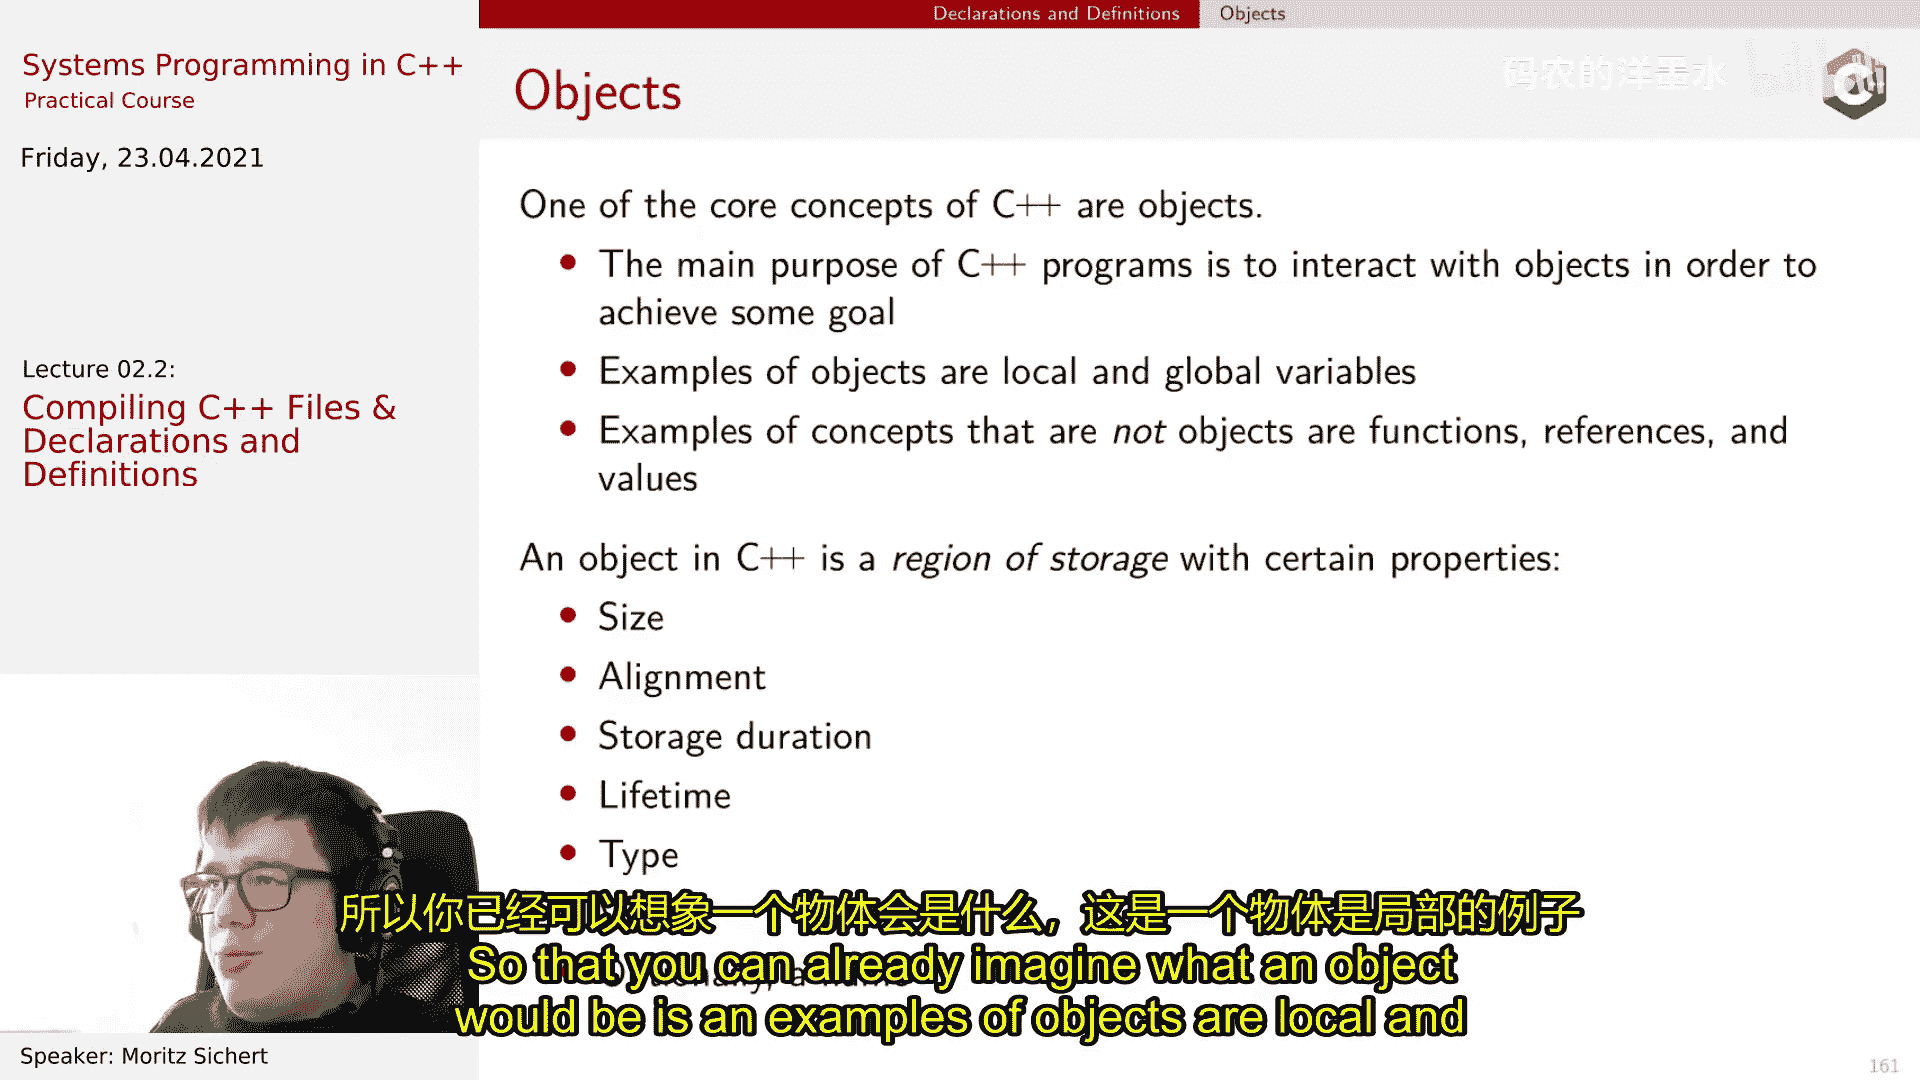 Declarations and Definitions
Objects
Systems Programming in C++
Practical Course
Friday, 23.04.2021
Objects
码农的洋墨水
One of the core concepts of C++ are objects.
The main purpose of C++ programs is to interact with objects in order to
achieve some goal
Examples of objects are local and global variables
Examples of concepts that are not objects are functions, references, and
values
Lecture 02.2:
Compiling C++ Files &
Declarations and
Definitions
An object in C++ is a region of storage with certain properties:
Size
Alignment
Storage duration
Lifetime
Type
所以你已经可以想象一个物体会是什么，这是一个物体是局部的例子
So that you can already imagine what an object
would be is an examples of objects are local and
Speaker: Moritz Sichert
161